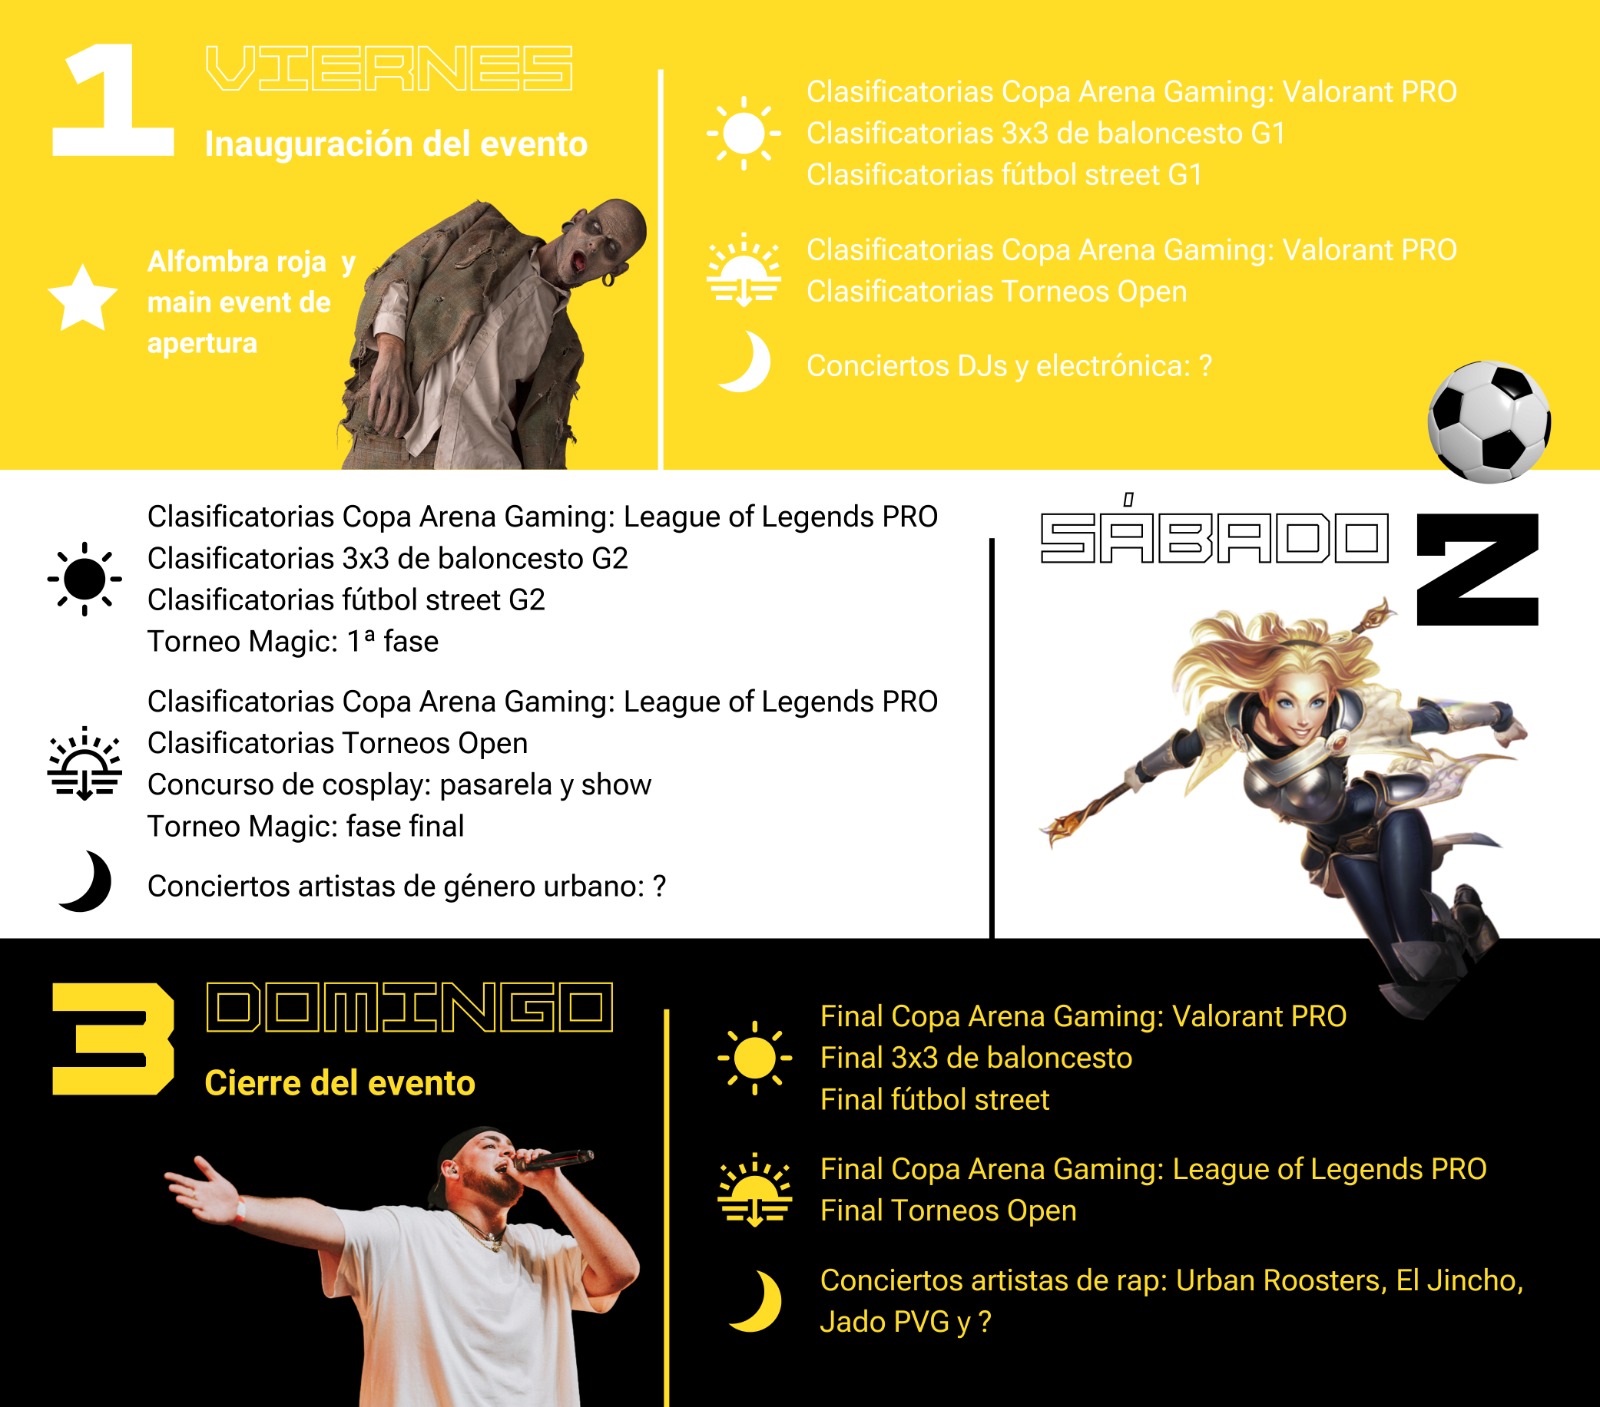 1
VIERNES
Inauguración del evento
Alfombra roja y
main event de
apertura
Clasificatorias Copa Arena Gaming: Valorant PRO
Clasificatorias 3x3 de baloncesto G1
Clasificatorias fútbol street G1
Clasificatorias Copa Arena Gaming: Valorant PRO
Clasificatorias Torneos Open
Conciertos DJs y electrónica: ?
SÁBADO
2
Clasificatorias Copa Arena Gaming: League of Legends PRO
Clasificatorias 3x3 de baloncesto G2
Clasificatorias fútbol street G2
Torneo Magic: 1ª fase
Clasificatorias Copa Arena Gaming: League of Legends PRO
Clasificatorias Torneos Open
Concurso de cosplay: pasarela y show
Torneo Magic: fase final
Conciertos artistas de género urbano: ?
3
DOMINGO
Cierre del evento
Final Copa Arena Gaming: Valorant PRO
Final 3x3 de baloncesto
Final fútbol street
Final Copa Arena Gaming: League of Legends PRO
Final Torneos Open
Conciertos artistas de rap: Urban Roosters, El Jincho,
Jado PVG y ?